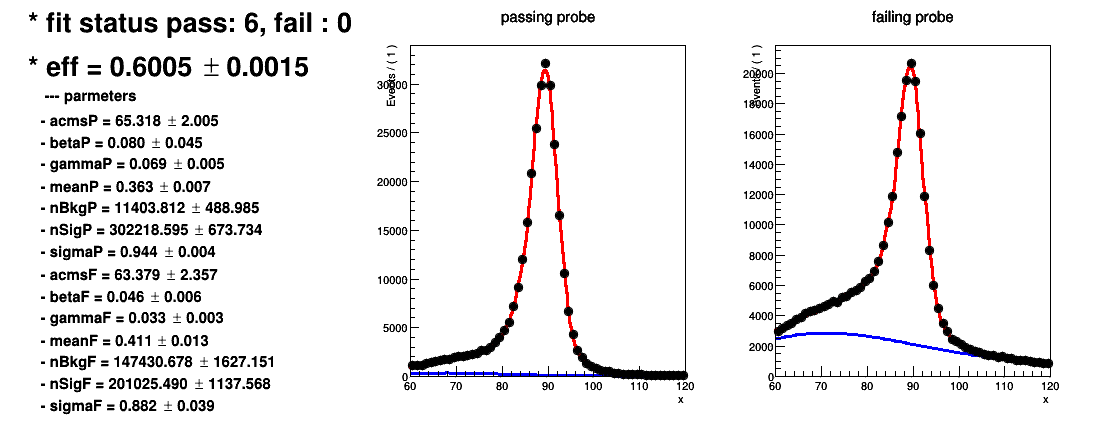 * fit status pass: 6, fail : 0
* eff = 0.6005 ± 0.0015
--- parmeters
- acmsP = 65.318 ± 2.005
- betaP = 0.080 ± 0.045
- gammaP = 0.069 ± 0.005
- meanP = 0.363 ± 0.007
- nBkgP = 11403.812 ± 488.985
- nSigP = 302218.595 ± 673.734
- sigmaP = 0.944 ± 0.004
- acmsF = 63.379 ± 2.357
- betaF = 0.046 ± 0.006
- gammaF = 0.033 ± 0.003
- meanF = 0.411 ± 0.013
- nBkgF = 147430.678 ± 1627.151
- nSigF = 201025.490 ± 1137.568
- sigmaF = 0.882 ± 0.039
passing probe
Events / ( 1 )
30000
25000
20000
15000
10000
5000
0
60 70 80 90 100 110 120
x
failing probe
Events / ( 1 )
20000
18000
16000
14000
12000
10000
8000
6000
4000
2000
0
60 70 80 90 100 110 120
x